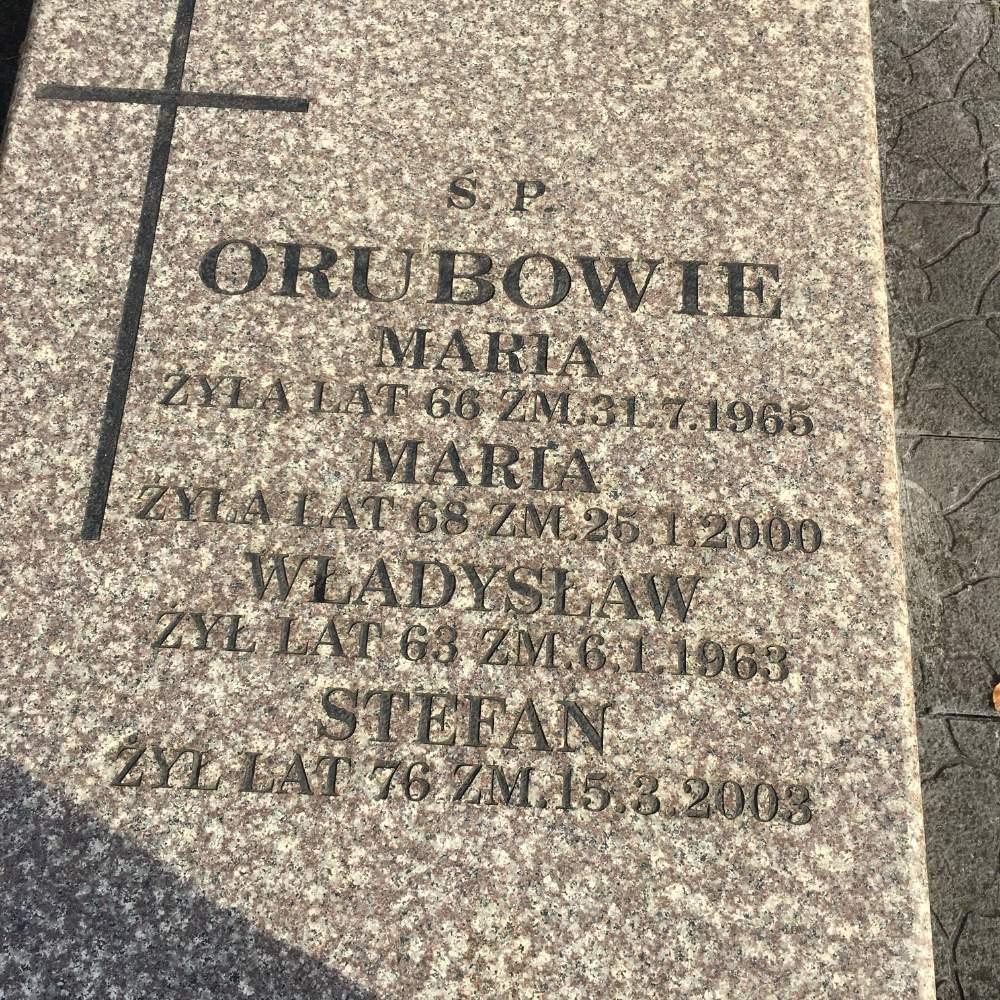 Ś. P.
ORUBOWIE
MARIA
ŻYŁA LAT 66 ZM.31.7.1965
MARIA
ŻYŁA LAT 68 ZM.25.1.2000
WŁADYSŁAW
ŻYŁ LAT 63 ZM.6.1.1963
STEFAN
ŻYŁ LAT 76 ZM.15.3.2003